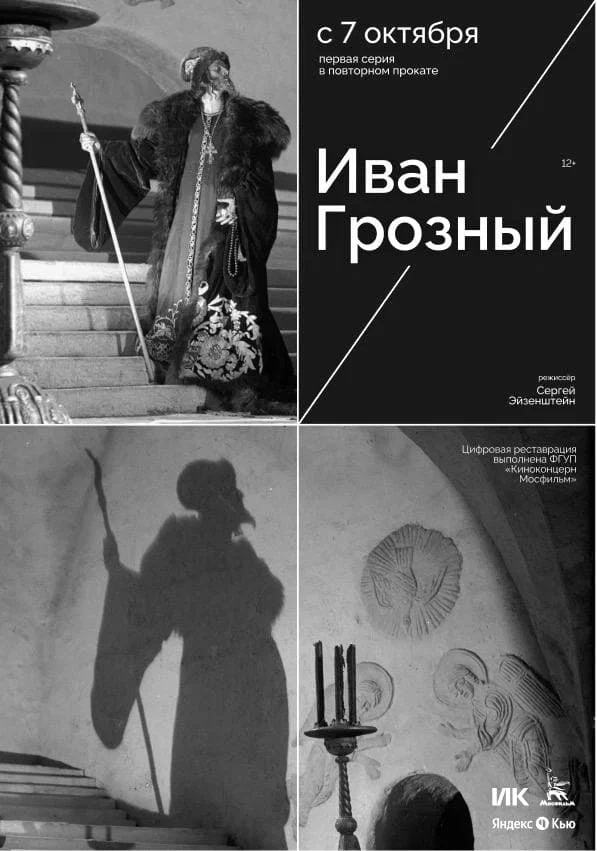 с 7 октября
первая серия
в повторном прокате
Иван
12+
Грозный
режиссёр
Сергей
Эйзенштейн
Цифровая реставрация
выполнена ФГУП
«Киноконцерн
Мосфильм»
ИК
Мосфильм
Яндекс Кью